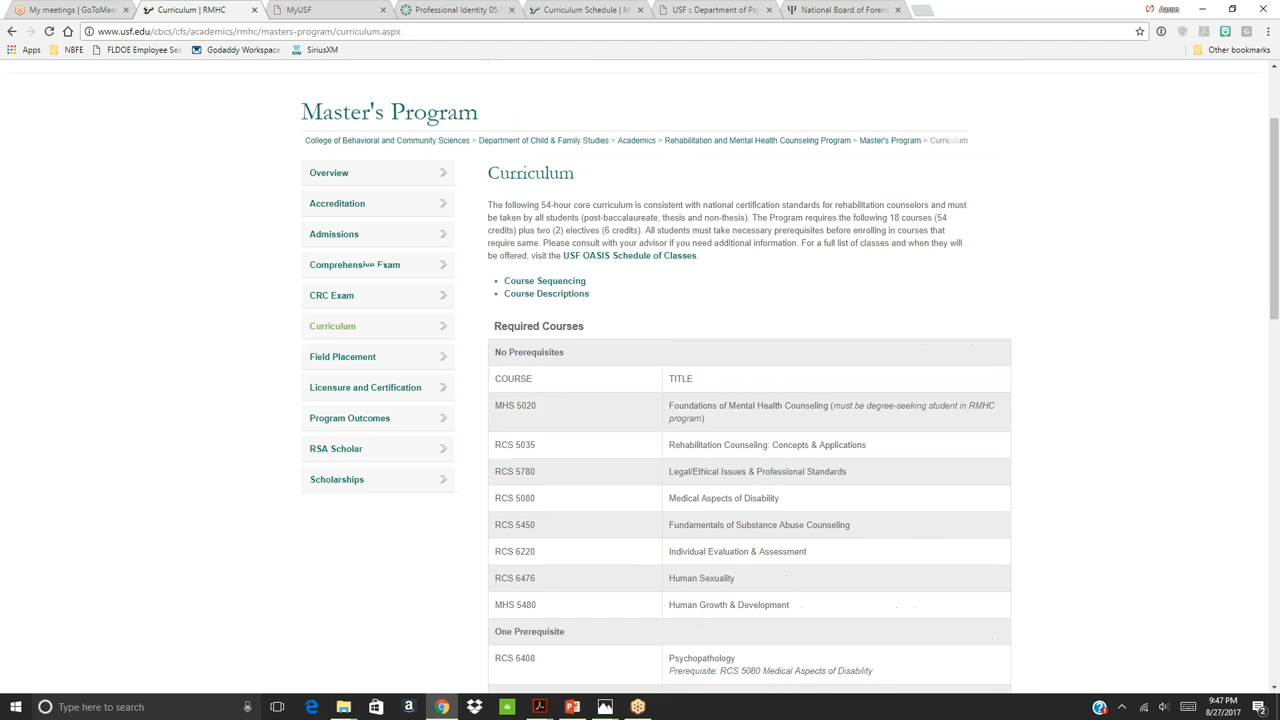 My meetings | GoToMee
Curriculum | RMHC
MyUSF
Professional Identity 05.1
Curriculum Schedule | M
USF :: Department of Psy
National Board of Foren
Aaron
www.usf.edu/cbcs/cfs/academics/rmhc/masters-program/curriculum.aspx
Apps
NBFE
FLDOE Employee Sea
Godaddy Workspace
SiriusXM
Other bookmarks
Master's Program
College of Behavioral and Community Sciences > Department of Child & Family Studies > Academics > Rehabilitation and Mental Health Counseling Program > Master's Program > Curriculum
Overview
Accreditation
Admissions
Comprehensive Exam
CRC Exam
Curriculum
Field Placement
Licensure and Certification
Program Outcomes
RSA Scholar
Scholarships
Curriculum
The following 54-hour core curriculum is consistent with national certification standards for rehabilitation counselors and must
be taken by all students (post-baccalaureate, thesis and non-thesis). The Program requires the following 18 courses (54
credits) plus two (2) electives (6 credits). All students must take necessary prerequisites before enrolling in courses that
require same. Please consult with your advisor if you need additional information. For a full list of classes and when they will
be offered, visit the USF OASIS Schedule of Classes.
• Course Sequencing
• Course Descriptions
Required Courses
No Prerequisites
COURSE TITLE
MHS 5020 Foundations of Mental Health Counseling (must be degree-seeking student in RMHC
program)
RCS 5035 Rehabilitation Counseling: Concepts & Applications
RCS 5780 Legal/Ethical Issues & Professional Standards
RCS 5080 Medical Aspects of Disability
RCS 5450 Fundamentals of Substance Abuse Counseling
RCS 6220 Individual Evaluation & Assessment
RCS 6476 Human Sexuality
MHS 5480 Human Growth & Development
One Prerequisite
RCS 6408 Psychopathology
Prerequisite: RCS 5080 Medical Aspects of Disability
Type here to search
9:47 PM
8/27/2017
2